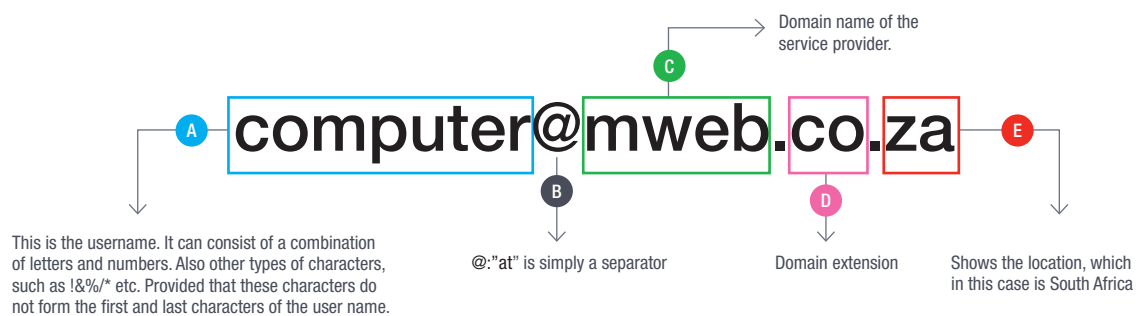 Domain name of the
service provider.
C
A
computer@mweb.co.za
E
B
D
This is the username. It can consist of a combination
of letters and numbers. Also other types of characters,
such as !&%/* etc. Provided that these characters do
not form the first and last characters of the user name.
@:"at" is simply a separator
Domain extension
Shows the location, which
in this case is South Africa